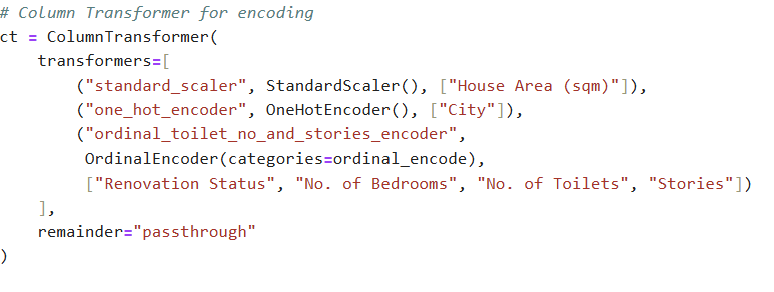 # Column Transformer for encoding
ct = ColumnTransformer(
    transformers=[
        ("standard_scaler", StandardScaler(), ["House Area (sqm)"]),
        ("one_hot_encoder", OneHotEncoder(), ["City"]),
        ("ordinal_toilet_no_and_stories_encoder",
         OrdinalEncoder(categories=ordinal_encode),
         ["Renovation Status", "No. of Bedrooms", "No. of Toilets", "Stories"])
    ],
    remainder="passthrough"
)